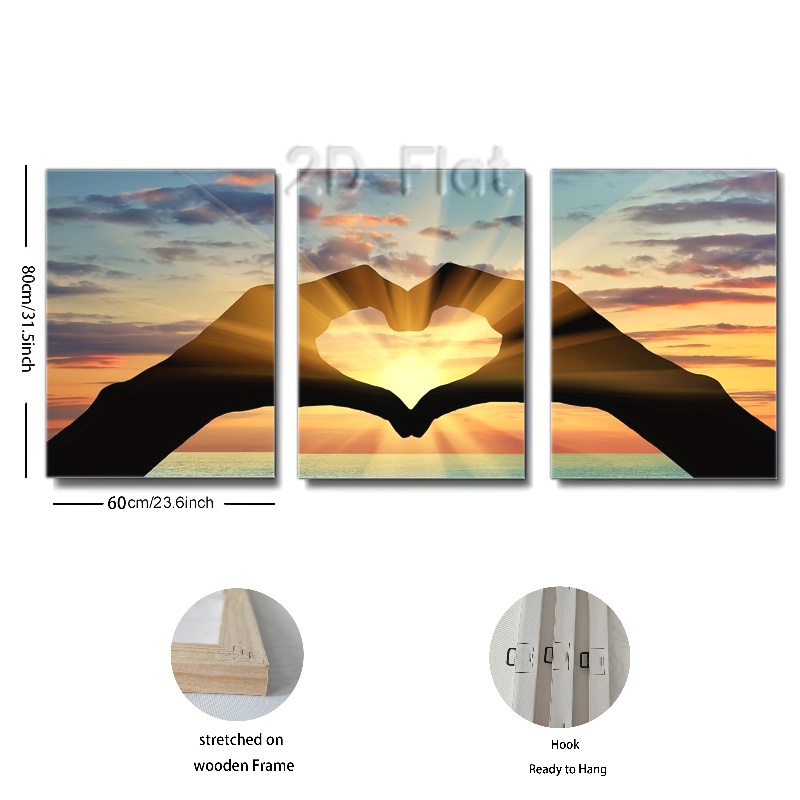 2D Flat
80cm/31.5inch
60cm/23.6inch
stretched on
wooden Frame
Hook
Ready to Hang